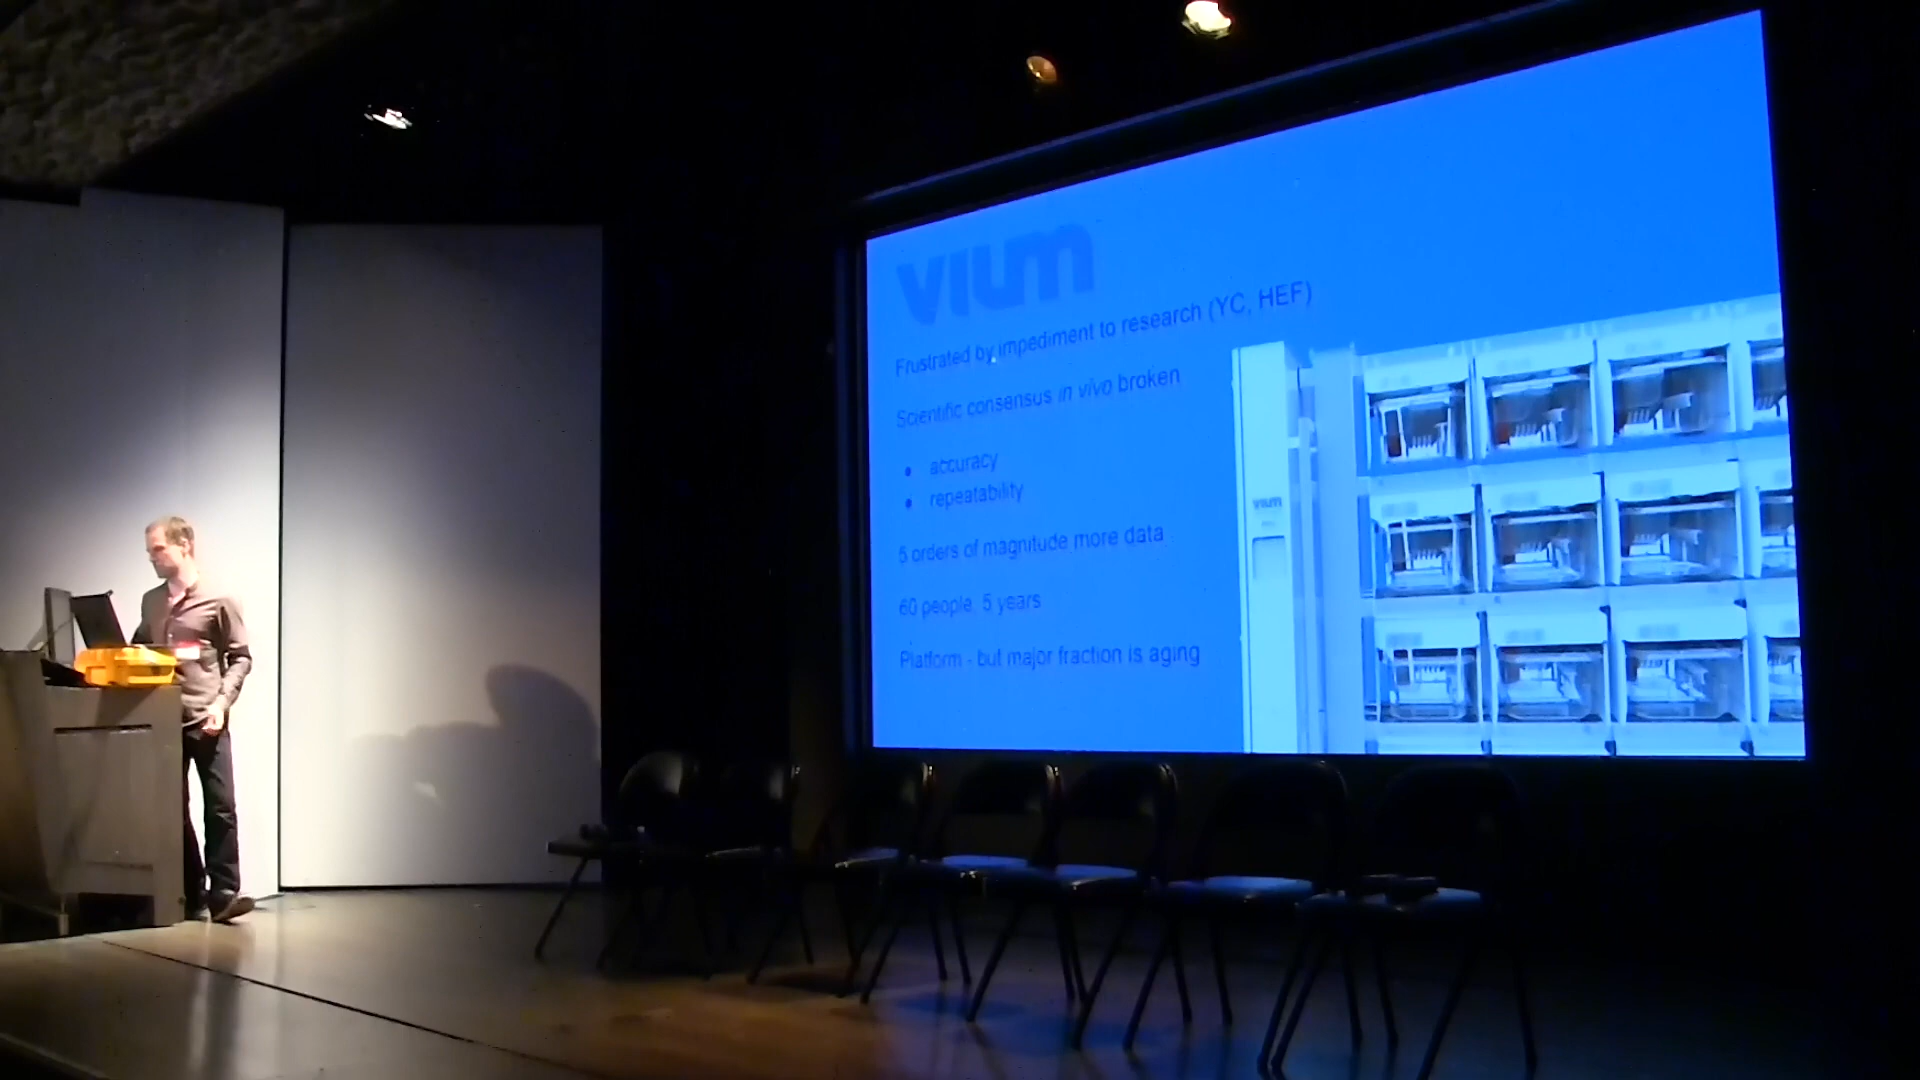 vium
Frustrated by impediment to research (YC, HEF)
Scientific consensus in vivo broken
• accuracy
• repeatability
5 orders of magnitude more data
60 people, 5 years
Platform - but major fraction is aging
vium